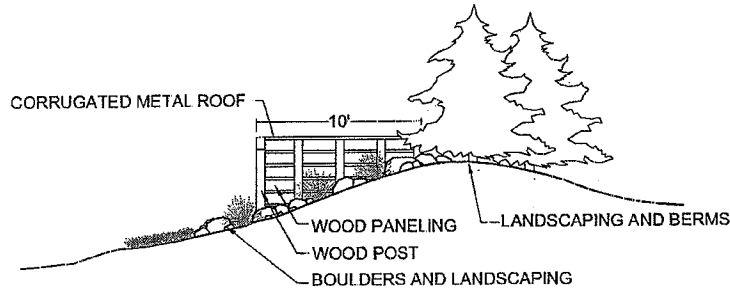 CORRUGATED METAL ROOF
10'
WOOD PANELING
LANDSCAPING AND BERMS
WOOD POST
BOULDERS AND LANDSCAPING